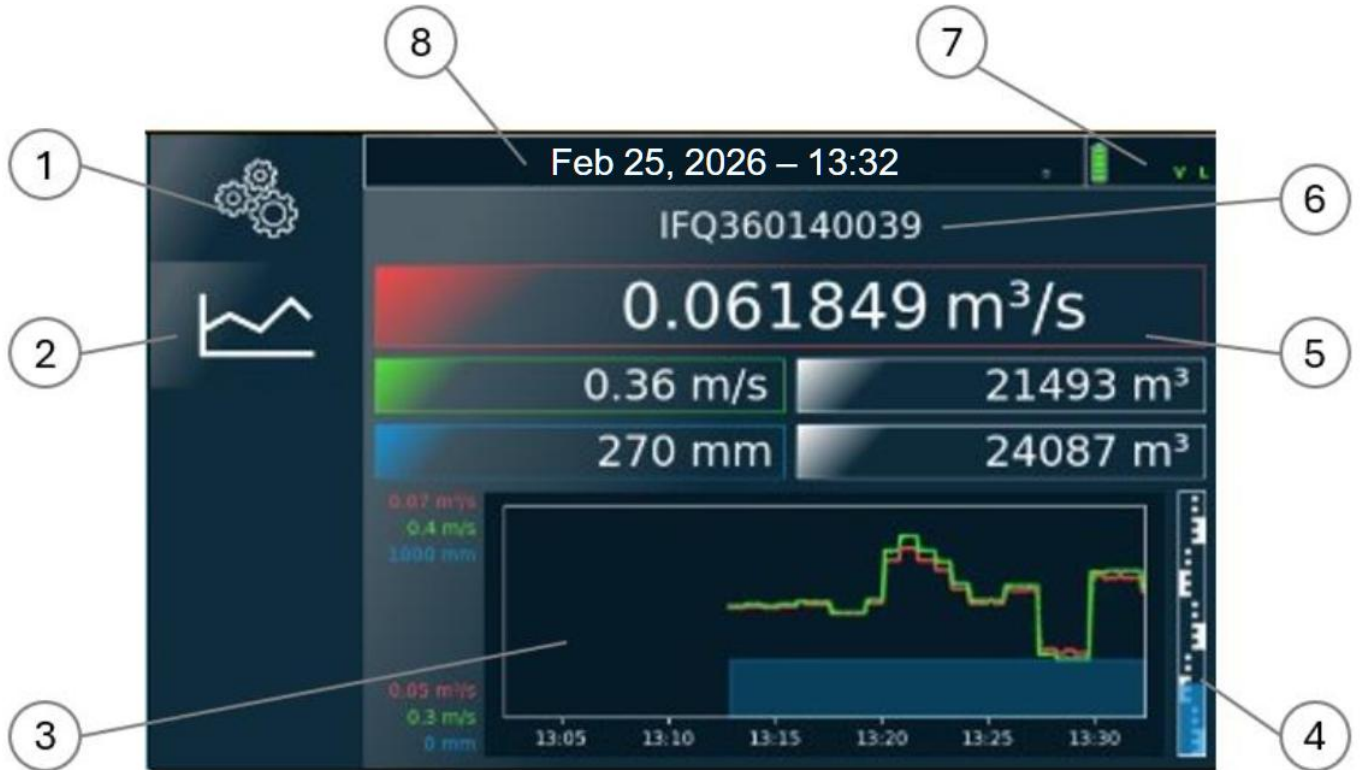 8
7
1
Feb 25, 2026 – 13:32
Y L
IFQ360140039
6
0.061849 m³/s
5
2
0.36 m/s
21493 m³
270 mm
24087 m³
0.07 m³/s
0.4 m/s
1000 mm
0.05 m³/s
0.3 m/s
0 mm
3
4
13:05 13:10 13:15 13:20 13:25 13:30